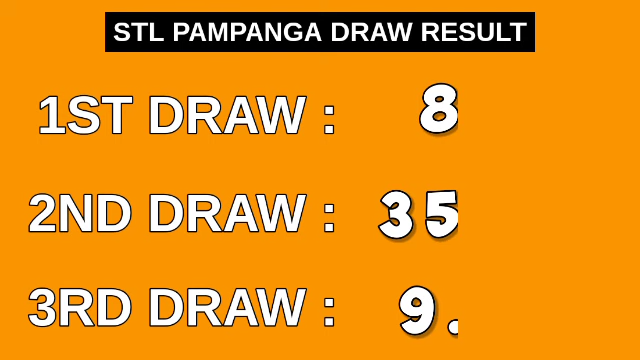 STL PAMPANGA DRAW RESULT
1ST DRAW : 8
2ND DRAW : 35
3RD DRAW : 9.